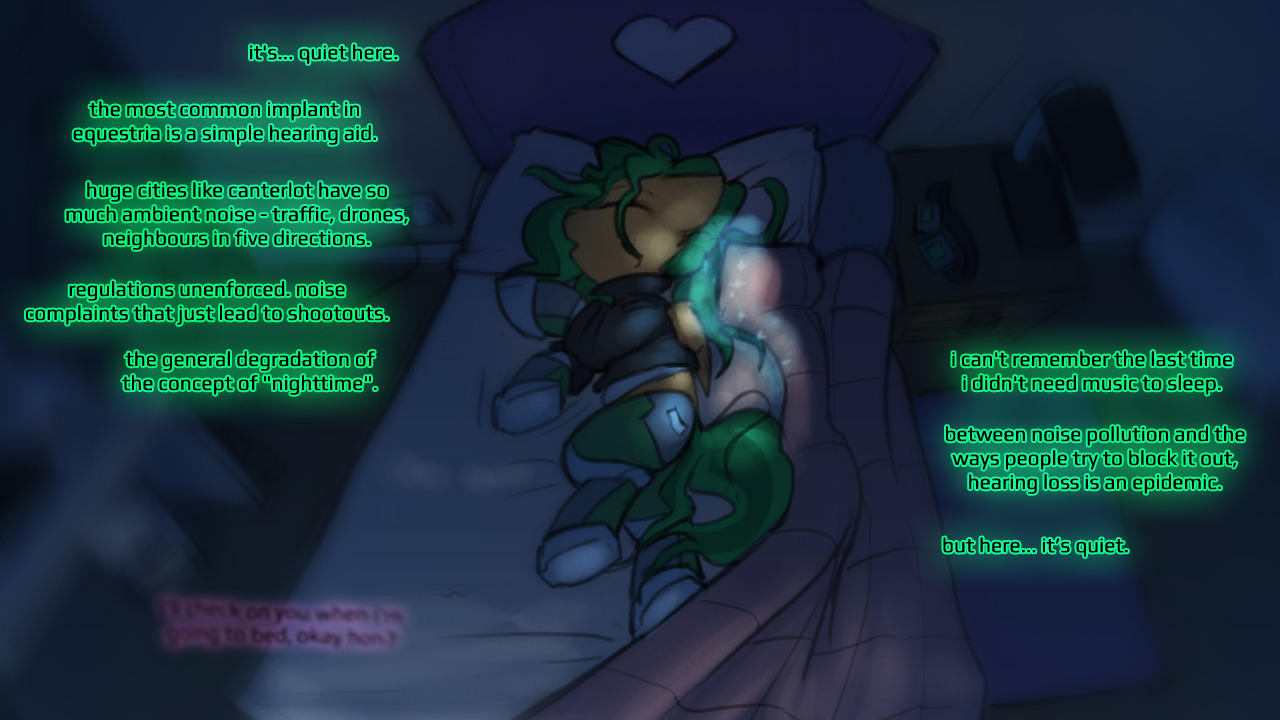 it's... quiet here.
the most common implant in
equestria is a simple hearing aid.
huge cities like canterlot have so
much ambient noise - traffic, drones,
neighbours in five directions.
regulations unenforced. noise
complaints that just lead to shootouts.
the general degradation of
the concept of "nighttime".
i can't remember the last time
i didn't need music to sleep.
between noise pollution and the
ways people try to block it out,
hearing loss is an epidemic.
but here... it's quiet.
i'll check on you when i'm
going to bed, okay hon?